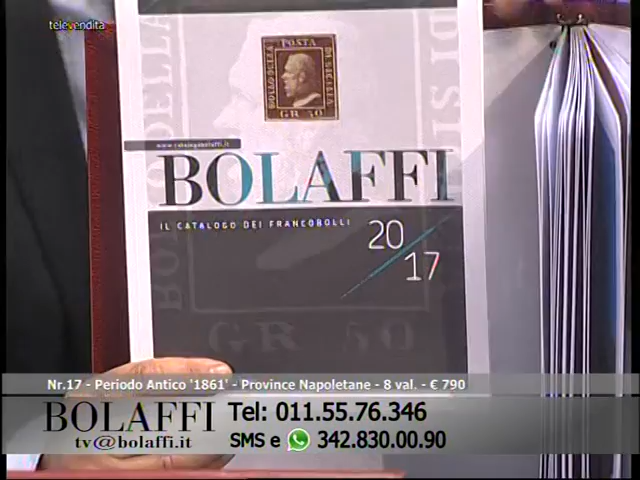 televendita
POSTA
BOLLO DELLA
DI SICILIA
GR 50
www.catalogobolaffi.it
BOLAFFI
IL CATALOGO DEI FRANCOBOLLI
20
17
GR 50
Nr.17 - Periodo Antico '1861' - Province Napoletane - 8 val. - € 790
BOLAFFI
tv@bolaffi.it
Tel: 011.55.76.346
SMS e 342.830.00.90